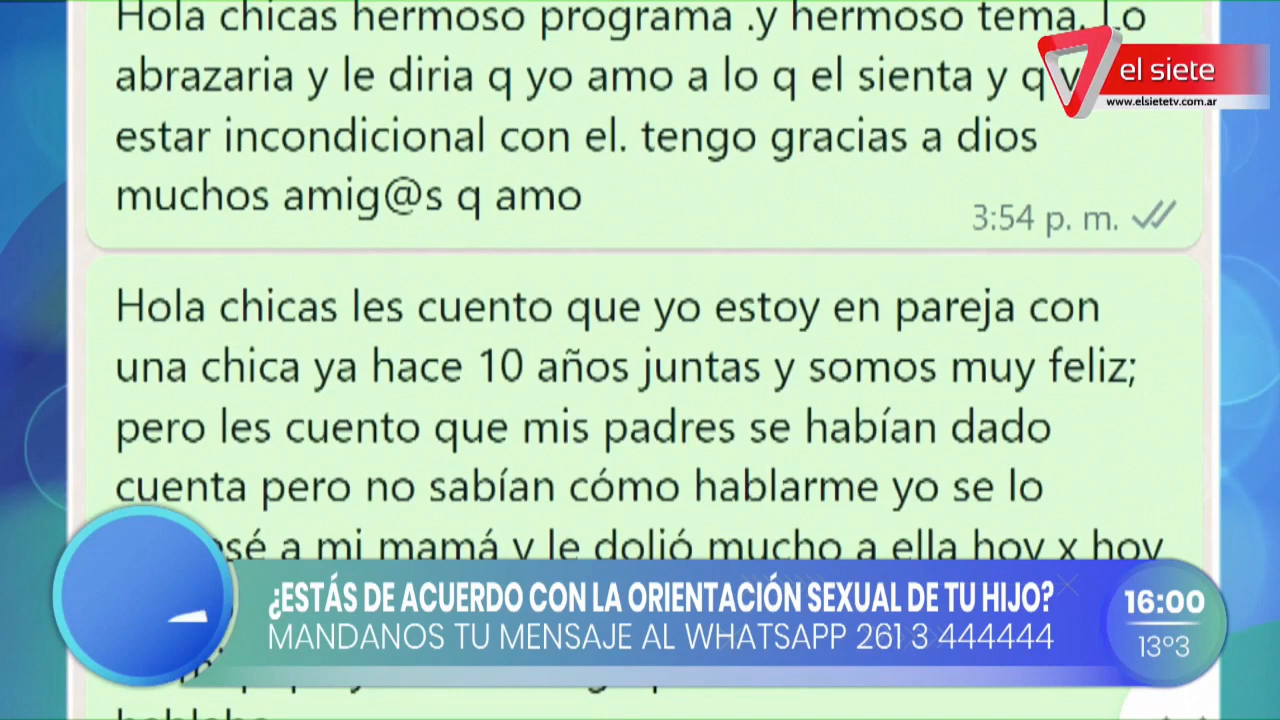 Hola chicas hermoso programa .y hermoso tema. Lo
abrazaria y le diria q yo amo a lo q el sienta y q
estar incondicional con el. tengo gracias a dios
muchos amig@s q amo
3:54 p. m.
el siete
www.elsietetv.com.ar
Hola chicas les cuento que yo estoy en pareja con
una chica ya hace 10 años juntas y somos muy feliz;
pero les cuento que mis padres se habían dado
cuenta pero no sabían cómo hablarme yo se lo
a mi mamá y le dolió mucho a ella hoy x hoy
¿ESTÁS DE ACUERDO CON LA ORIENTACIÓN SEXUAL DE TU HIJO?
MANDANOS TU MENSAJE AL WHATSAPP 261 3 444444
16:00
13º3